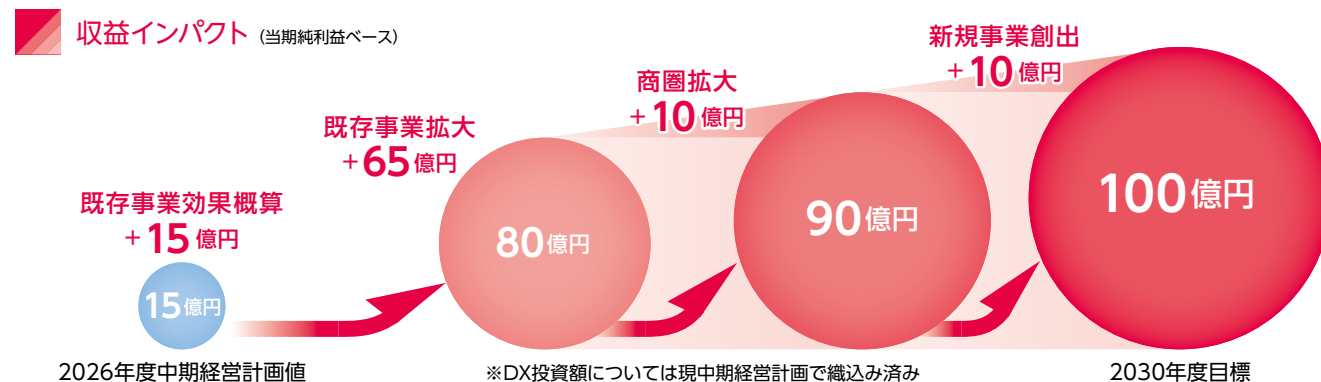 収益インパクト（当期純利益ベース）
既存事業効果概算
＋15億円
15億円
2026年度中期経営計画値
既存事業拡大
＋65億円
80億円
商圏拡大
＋10億円
90億円
新規事業創出
＋10億円
100億円
※DX投資額については現中期経営計画で織込み済み
2030年度目標